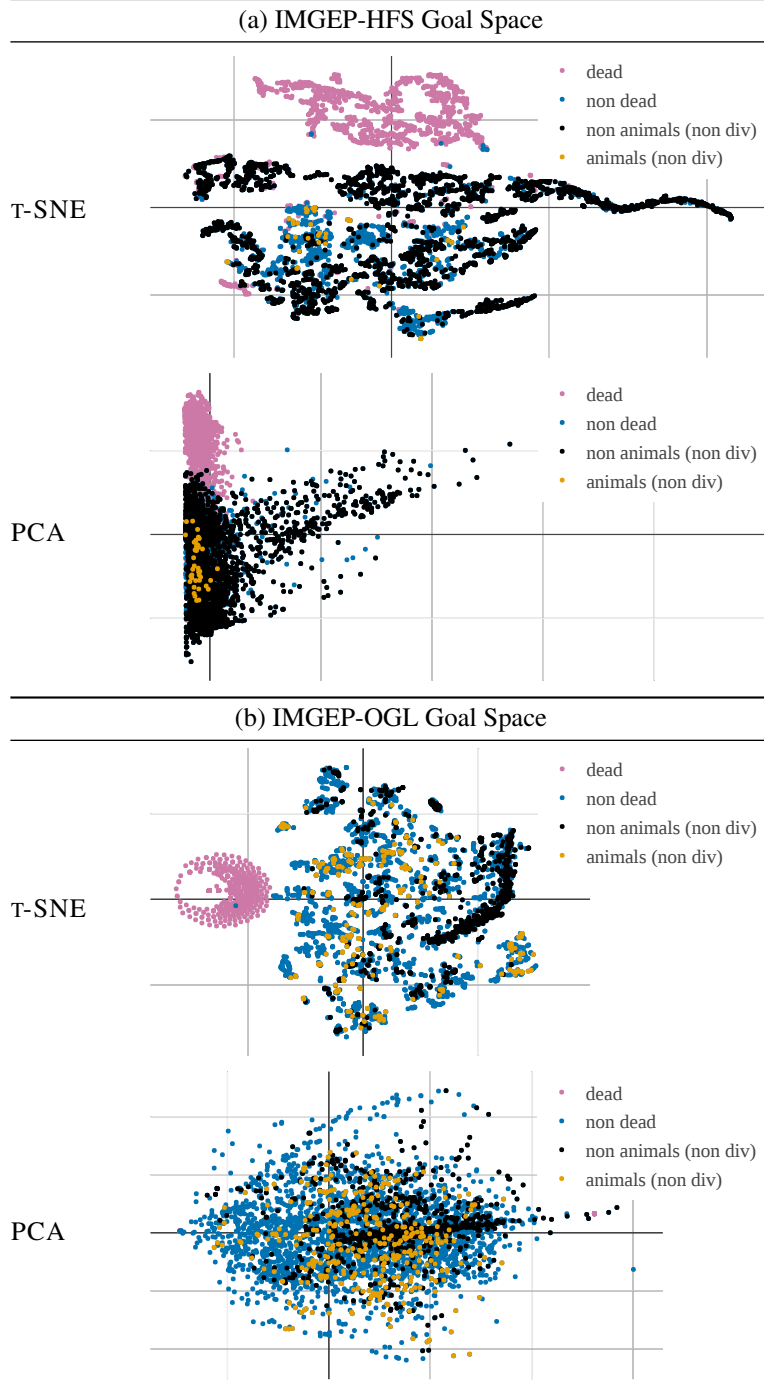 (a) IMGEP-HFS Goal Space
dead
non dead
non animals (non div)
animals (non div)
T-SNE
dead
non dead
non animals (non div)
animals (non div)
PCA
(b) IMGEP-OGL Goal Space
dead
non dead
non animals (non div)
animals (non div)
T-SNE
dead
non dead
non animals (non div)
animals (non div)
PCA